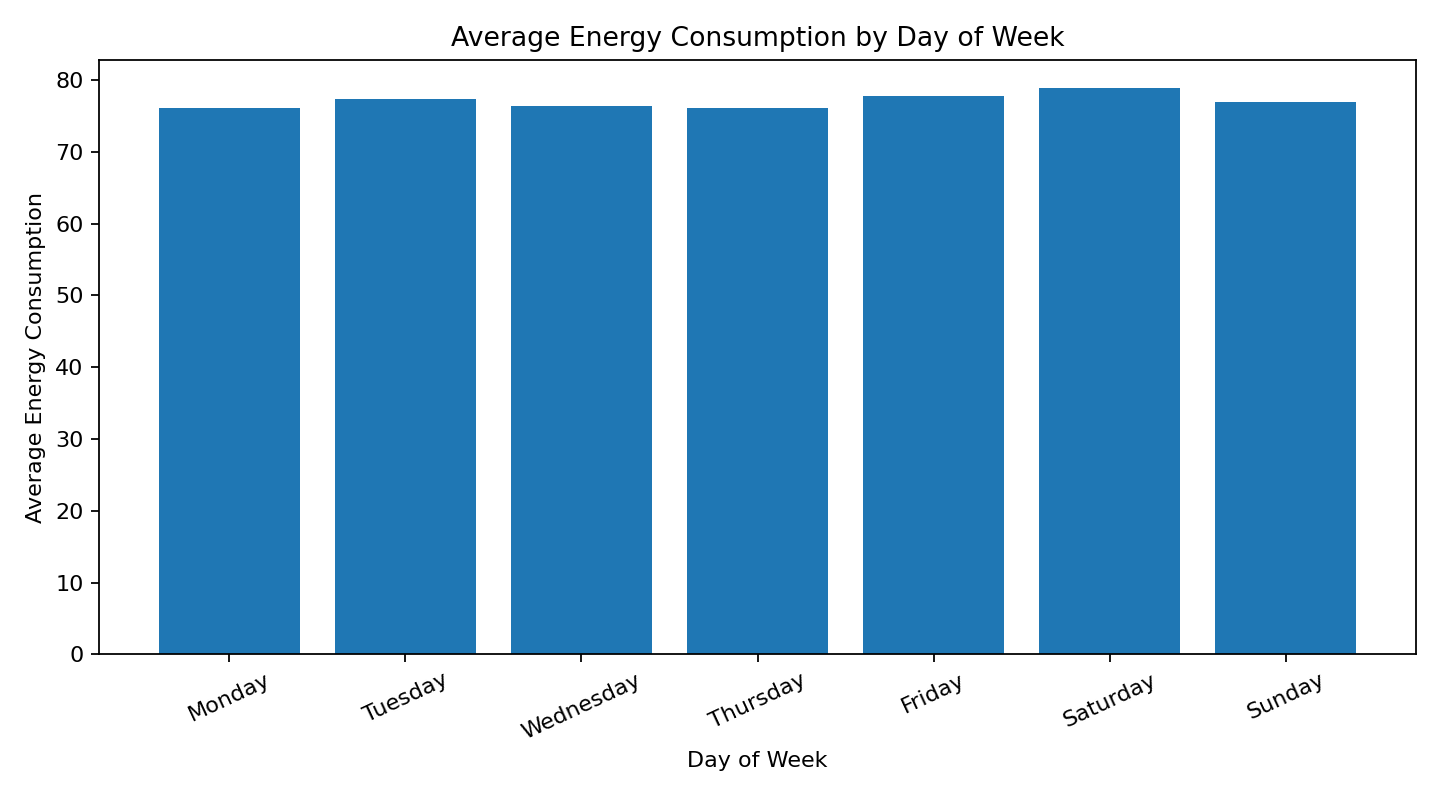 Average Energy Consumption by Day of Week
Average Energy Consumption
80
70
60
50
40
30
20
10
0
Monday
Tuesday
Wednesday
Thursday
Friday
Saturday
Sunday
Day of Week